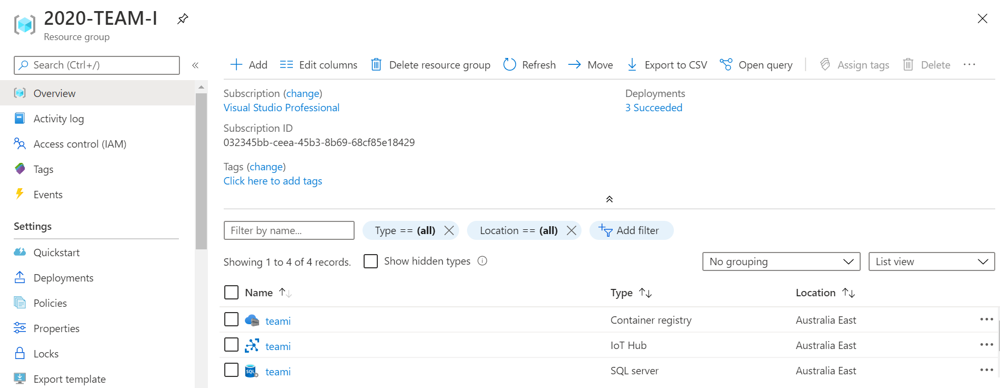 2020-TEAM-I
Resource group
Search (Ctrl+/)
Overview
Activity log
Access control (IAM)
Tags
Events
Settings
Quickstart
Deployments
Policies
Properties
Locks
Export template
Add Edit columns Delete resource group Refresh Move Export to CSV Open query Assign tags Delete
Subscription (change)
Visual Studio Professional
Subscription ID
032345bb-ceea-45b3-8b69-68cf85e18429
Tags (change)
Click here to add tags
Deployments
3 Succeeded
Filter by name... Type == (all) Location == (all) Add filter
Showing 1 to 4 of 4 records. Show hidden types No grouping List view
Name Type Location
teami Container registry Australia East
teami IoT Hub Australia East
SQL teami SQL server Australia East